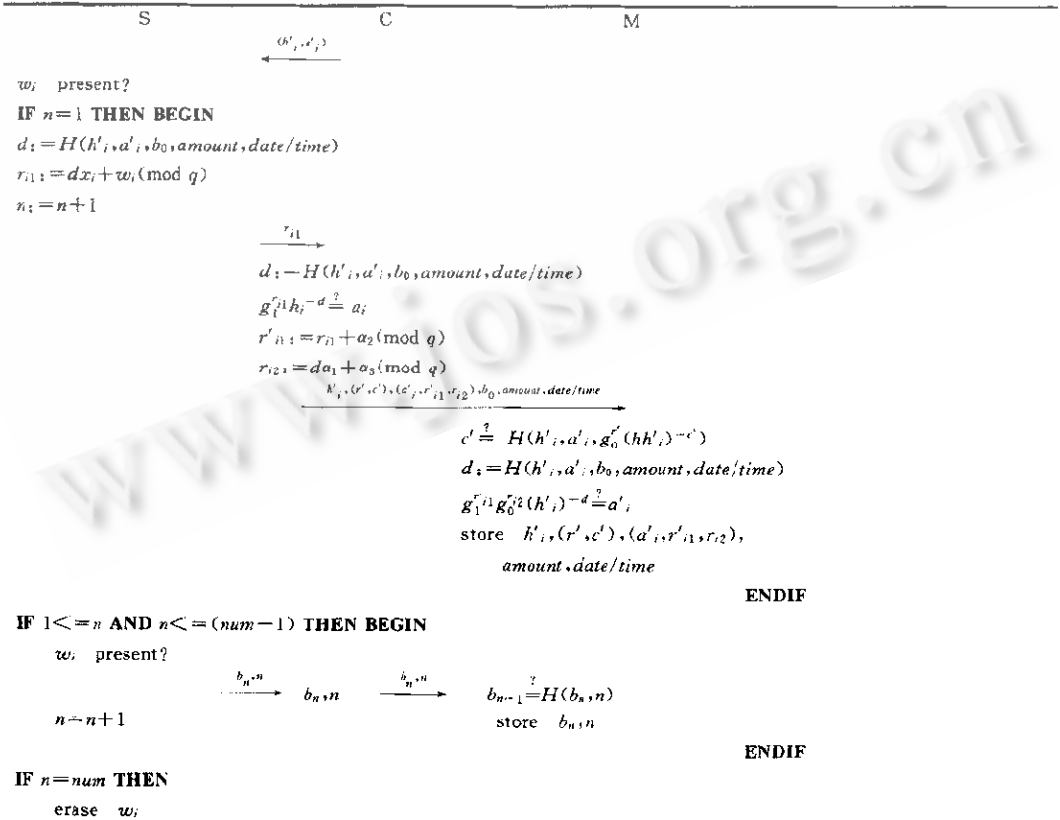 S C M
(h'ᵢ,a'ᵢ)
wᵢ present?
IF n=1 THEN BEGIN
d:=H(h'ᵢ,a'ᵢ,b₀,amount,date/time)
rᵢ₁:=dxᵢ+wᵢ(mod q)
n:=n+1
rᵢ₁
d:=H(h'ᵢ,a'ᵢ,b₀,amount,date/time)
g₁^{rᵢ₁}hᵢ^{-d}≟aᵢ
r'ᵢ₁:=rᵢ₁+α₂(mod q)
rᵢ₂:=dα₁+α₃(mod q)
h'ᵢ,(r',c'),(a'ᵢ,r'ᵢ₁,rᵢ₂),b₀,amount,date/time
c'≟H(h'ᵢ,a'ᵢ,g₀^{r'}(hh'ᵢ)^{-c'})
d:=H(h'ᵢ,a'ᵢ,b₀,amount,date/time)
g₁^{r'ᵢ₁}g₀^{rᵢ₂}(h'ᵢ)^{-d}≟a'ᵢ
store h'ᵢ,(r',c'),(a'ᵢ,r'ᵢ₁,rᵢ₂),
amount,date/time
ENDIF
IF 1<=n AND n<=(num-1) THEN BEGIN
wᵢ present?
bₙ,n bₙ,n bₙ,n bₙ₋₁≟H(bₙ,n)
n=n+1 store bₙ,n
ENDIF
IF n=num THEN
erase wᵢ
www.jos.org.cn